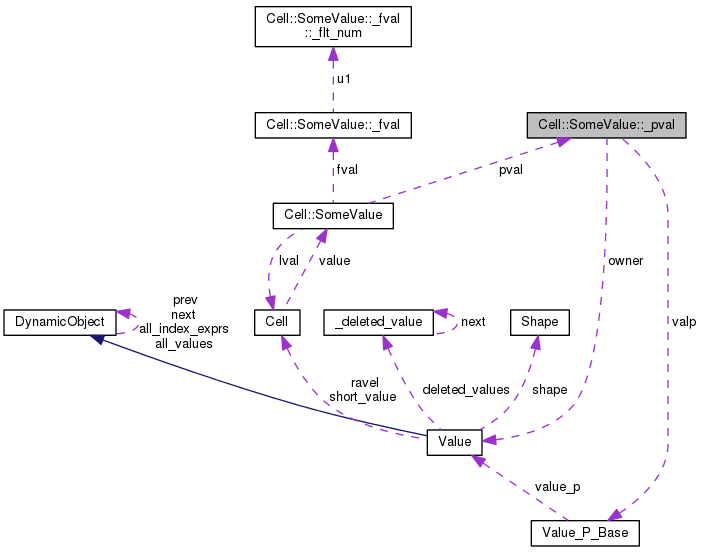 Cell::SomeValue::_fval
::_flt_num
u1
Cell::SomeValue::_fval
Cell::SomeValue::_pval
fval
pval
Cell::SomeValue
lval
value
owner
prev
next
all_index_exprs
all_values
DynamicObject
Cell
_deleted_value
next
Shape
valp
ravel
short_value
deleted_values
shape
Value
value_p
Value_P_Base